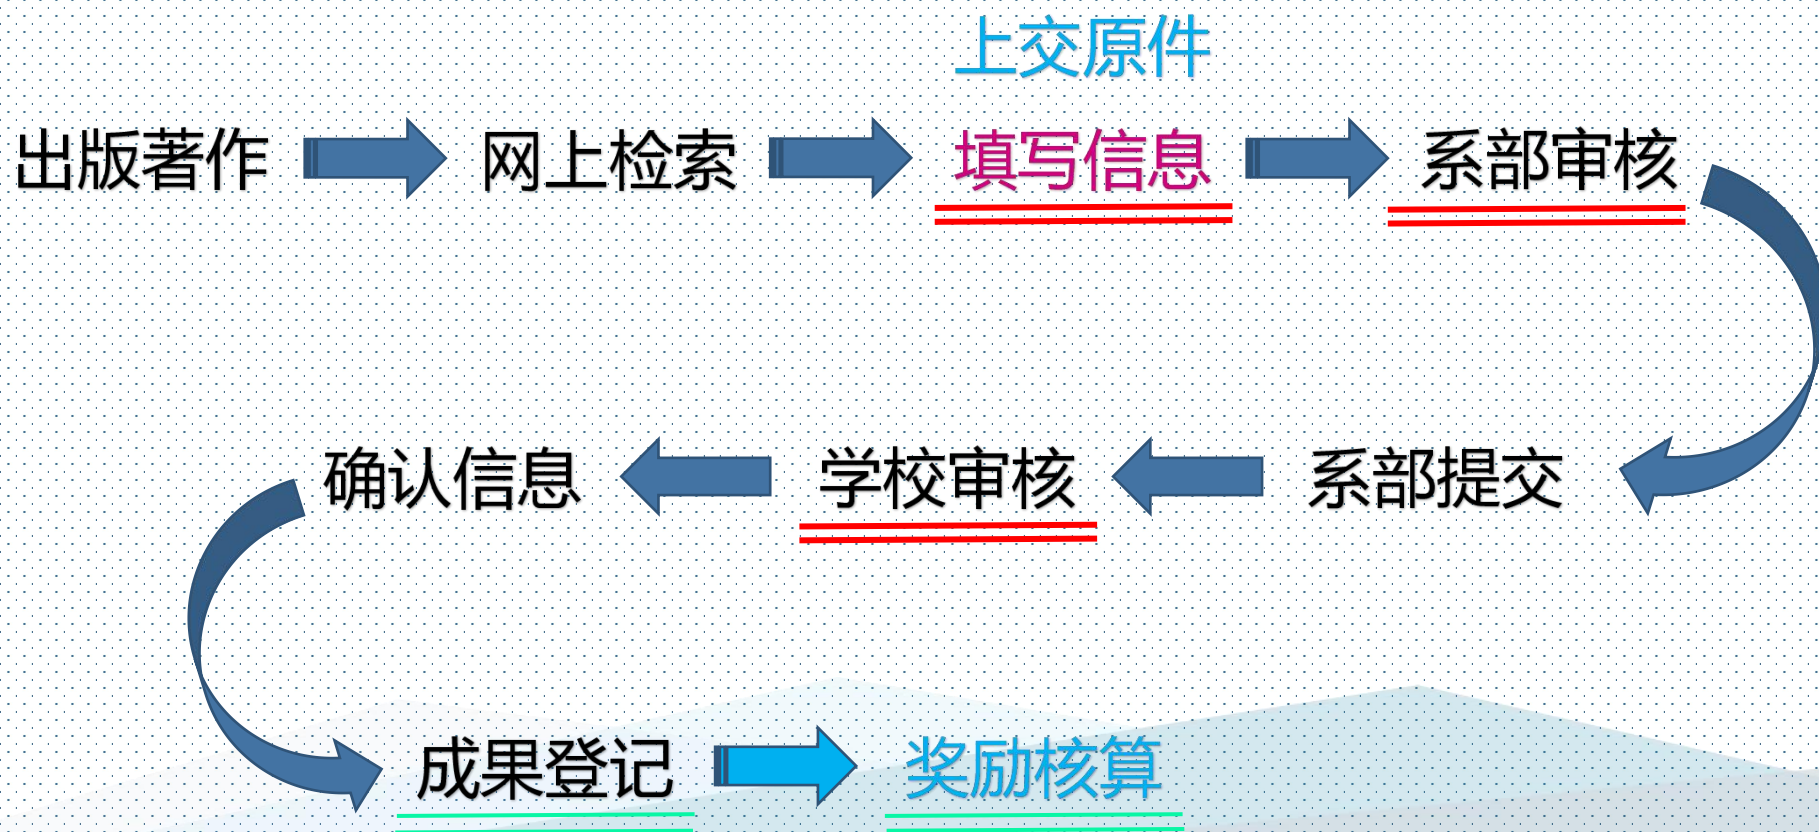 上交原件
出版著作 网上检索 填写信息 系部审核
确认信息 学校审核 系部提交
成果登记 奖励核算